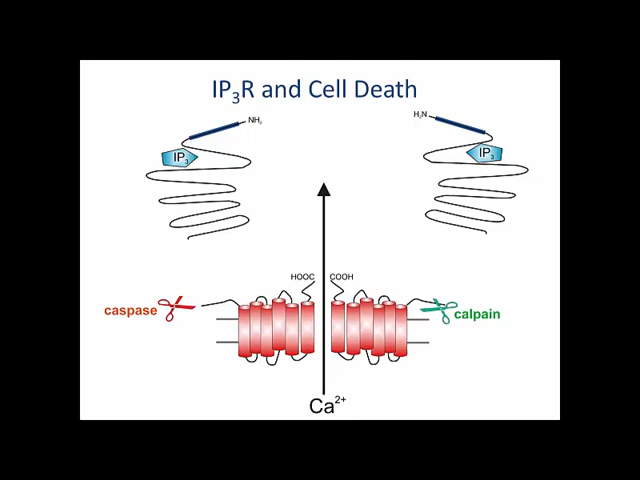 IP₃R and Cell Death
NH₂
H₂N
IP₃
IP₃
HOOC
COOH
caspase
calpain
Ca²⁺